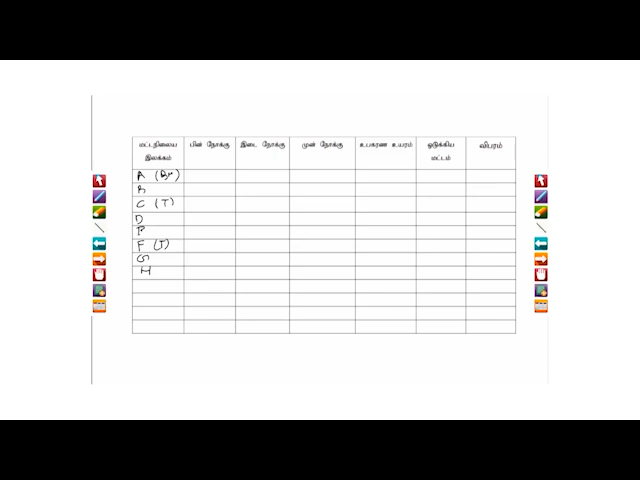 மட்டநிலைய இலக்கம் பின் நோக்கு இடை நோக்கு முன் நோக்கு உபகரண உயரம் ஒடுக்கிய மட்டம் விபரம்
A (BM)
B
C (T)
D
E
F (T)
G
H